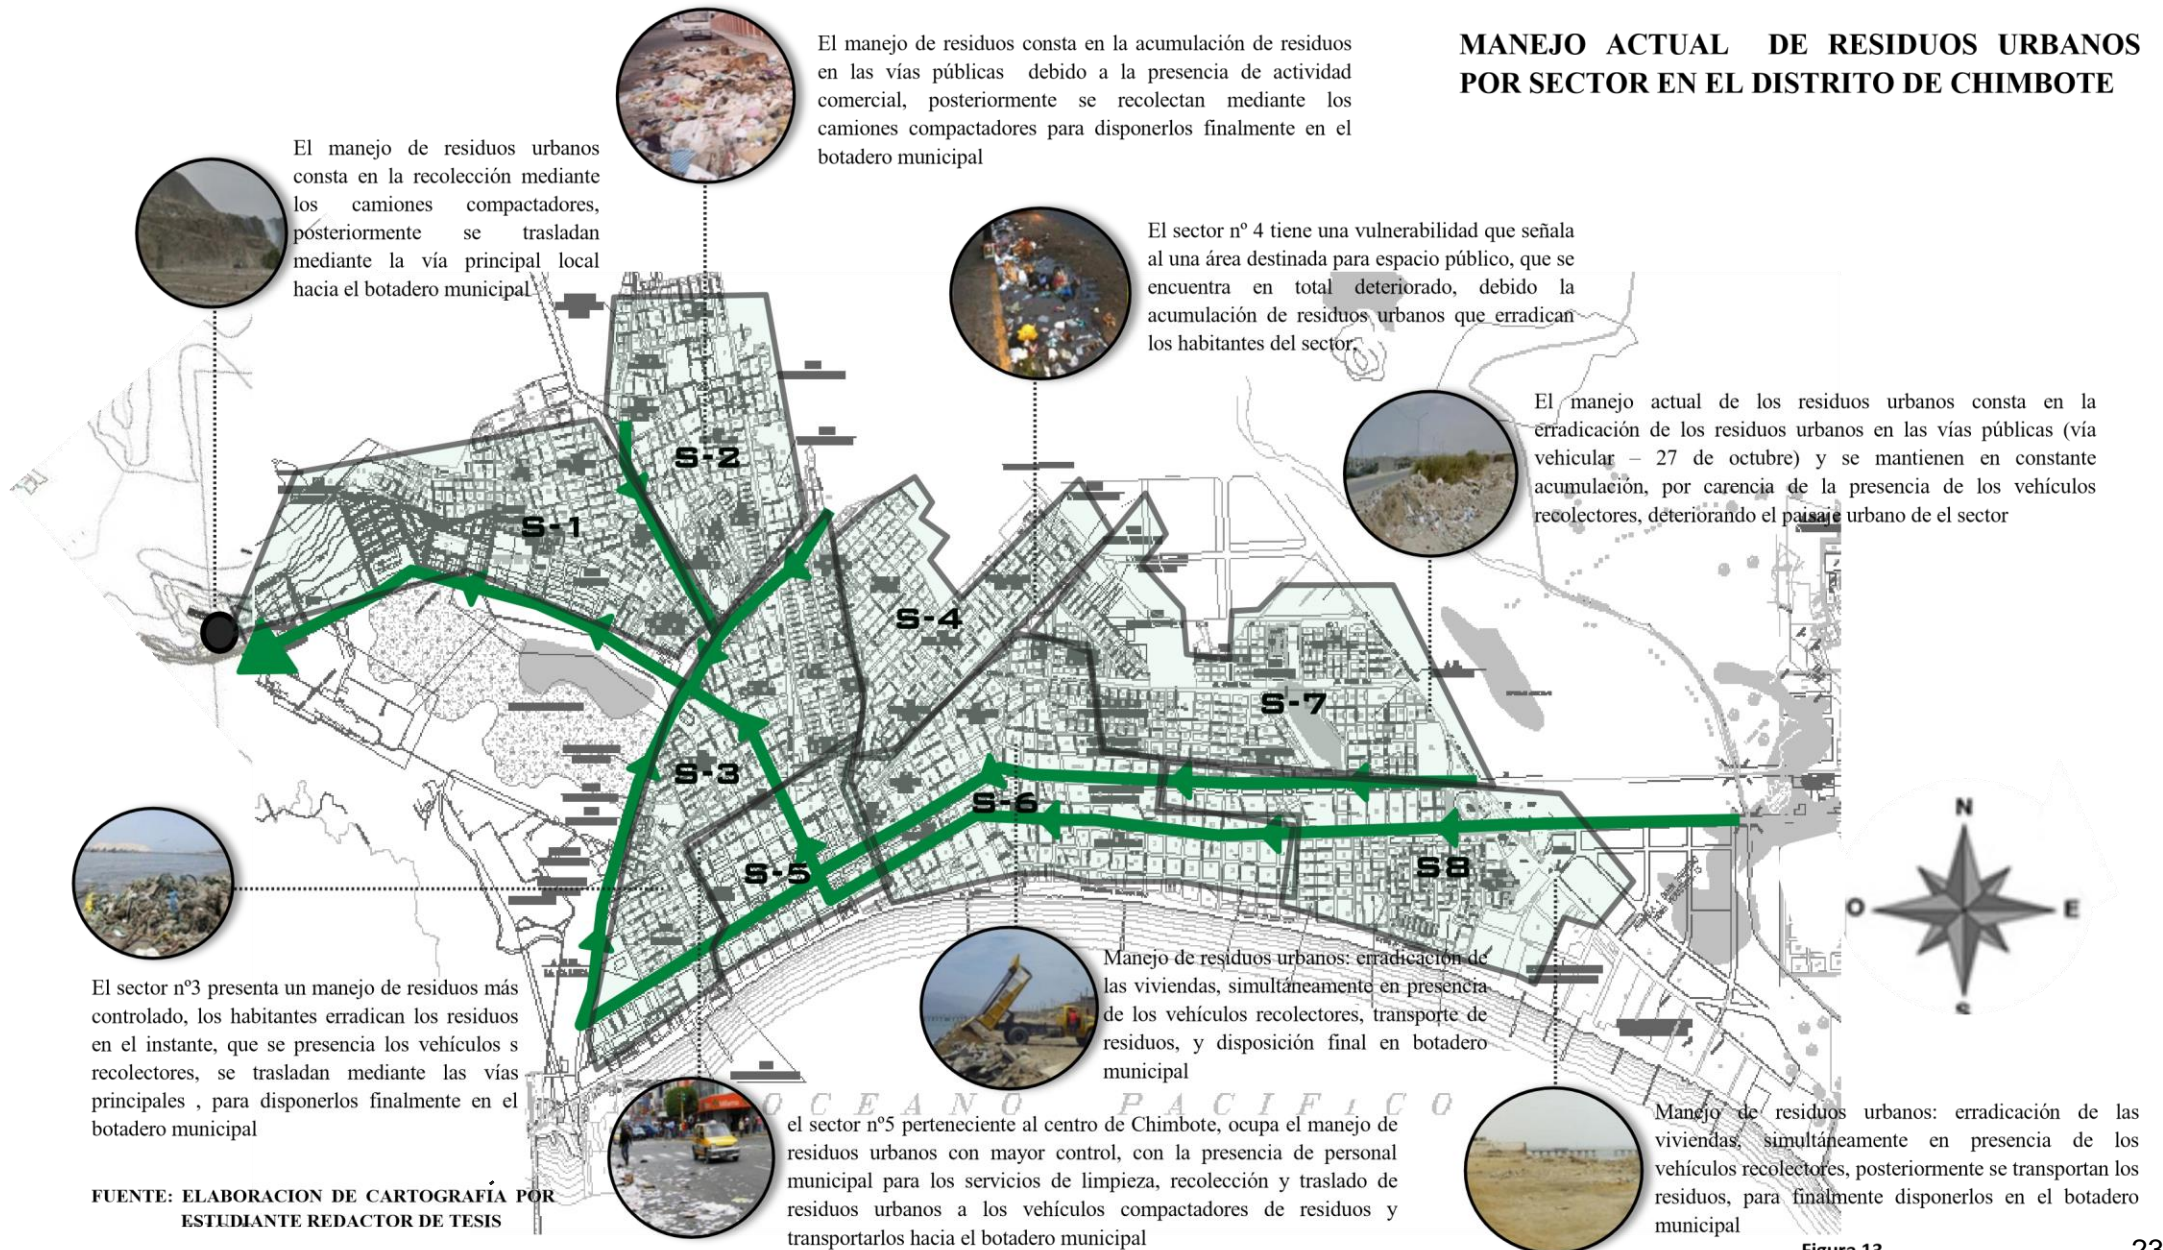 MANEJO ACTUAL DE RESIDUOS URBANOS
POR SECTOR EN EL DISTRITO DE CHIMBOTE
El manejo de residuos consta en la acumulación de residuos
en las vías públicas debido a la presencia de actividad
comercial, posteriormente se recolectan mediante los
camiones compactadores para disponerlos finalmente en el
botadero municipal
El manejo de residuos urbanos
consta en la recolección mediante
los camiones compactadores,
posteriormente se trasladan
mediante la vía principal local
hacia el botadero municipal
El sector nº 4 tiene una vulnerabilidad que señala
al una área destinada para espacio público, que se
encuentra en total deteriorado, debido la
acumulación de residuos urbanos que erradican
los habitantes del sector.
El manejo actual de los residuos urbanos consta en la
erradicación de los residuos urbanos en las vías públicas (vía
vehicular – 27 de octubre) y se mantienen en constante
acumulación, por carencia de la presencia de los vehículos
recolectores, deteriorando el paisaje urbano de el sector
S-2
S-1
S-4
S-7
S-3
S-6
S-5
S8
N
O
E
S
El sector nº3 presenta un manejo de residuos más
controlado, los habitantes erradican los residuos
en el instante, que se presencia los vehículos s
recolectores, se trasladan mediante las vías
principales , para disponerlos finalmente en el
botadero municipal
Manejo de residuos urbanos: erradicación de
las viviendas, simultáneamente en presencia
de los vehículos recolectores, transporte de
residuos, y disposición final en botadero
municipal
OCEANO PACIFICO
el sector nº5 perteneciente al centro de Chimbote, ocupa el manejo de
residuos urbanos con mayor control, con la presencia de personal
municipal para los servicios de limpieza, recolección y traslado de
residuos urbanos a los vehículos compactadores de residuos y
transportarlos hacia el botadero municipal
Manejo de residuos urbanos: erradicación de las
viviendas, simultáneamente en presencia de los
vehículos recolectores, posteriormente se transportan los
residuos, para finalmente disponerlos en el botadero
municipal
FUENTE: ELABORACION DE CARTOGRAFÍA POR
ESTUDIANTE REDACTOR DE TESIS
Figura 13
23